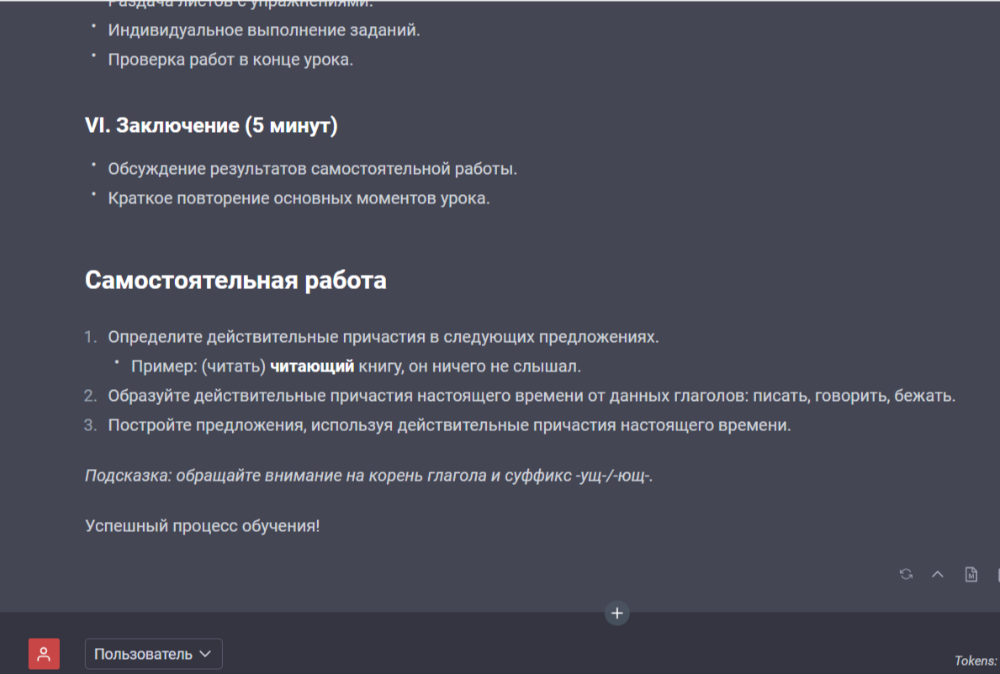 Раздача листов с упражнениями.
Индивидуальное выполнение заданий.
Проверка работ в конце урока.
VI. Заключение (5 минут)
Обсуждение результатов самостоятельной работы.
Краткое повторение основных моментов урока.
Самостоятельная работа
1. Определите действительные причастия в следующих предложениях.
Пример: (читать) читающий книгу, он ничего не слышал.
2. Образуйте действительные причастия настоящего времени от данных глаголов: писать, говорить, бежать.
3. Постройте предложения, используя действительные причастия настоящего времени.
Подсказка: обращайте внимание на корень глагола и суффикс -ущ-/-ющ-.
Успешный процесс обучения!
Пользователь
Tokens: